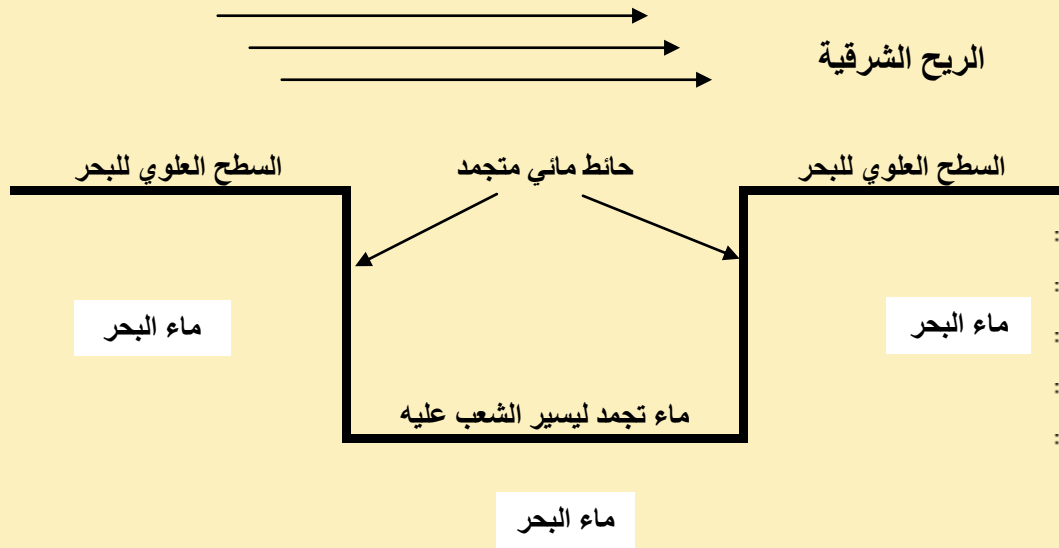 الريح الشرقية
السطح العلوي للبحر
حائط مائي متجمد
السطح العلوي للبحر
ماء البحر
ماء البحر
ماء تجمد ليسير الشعب عليه
ماء البحر